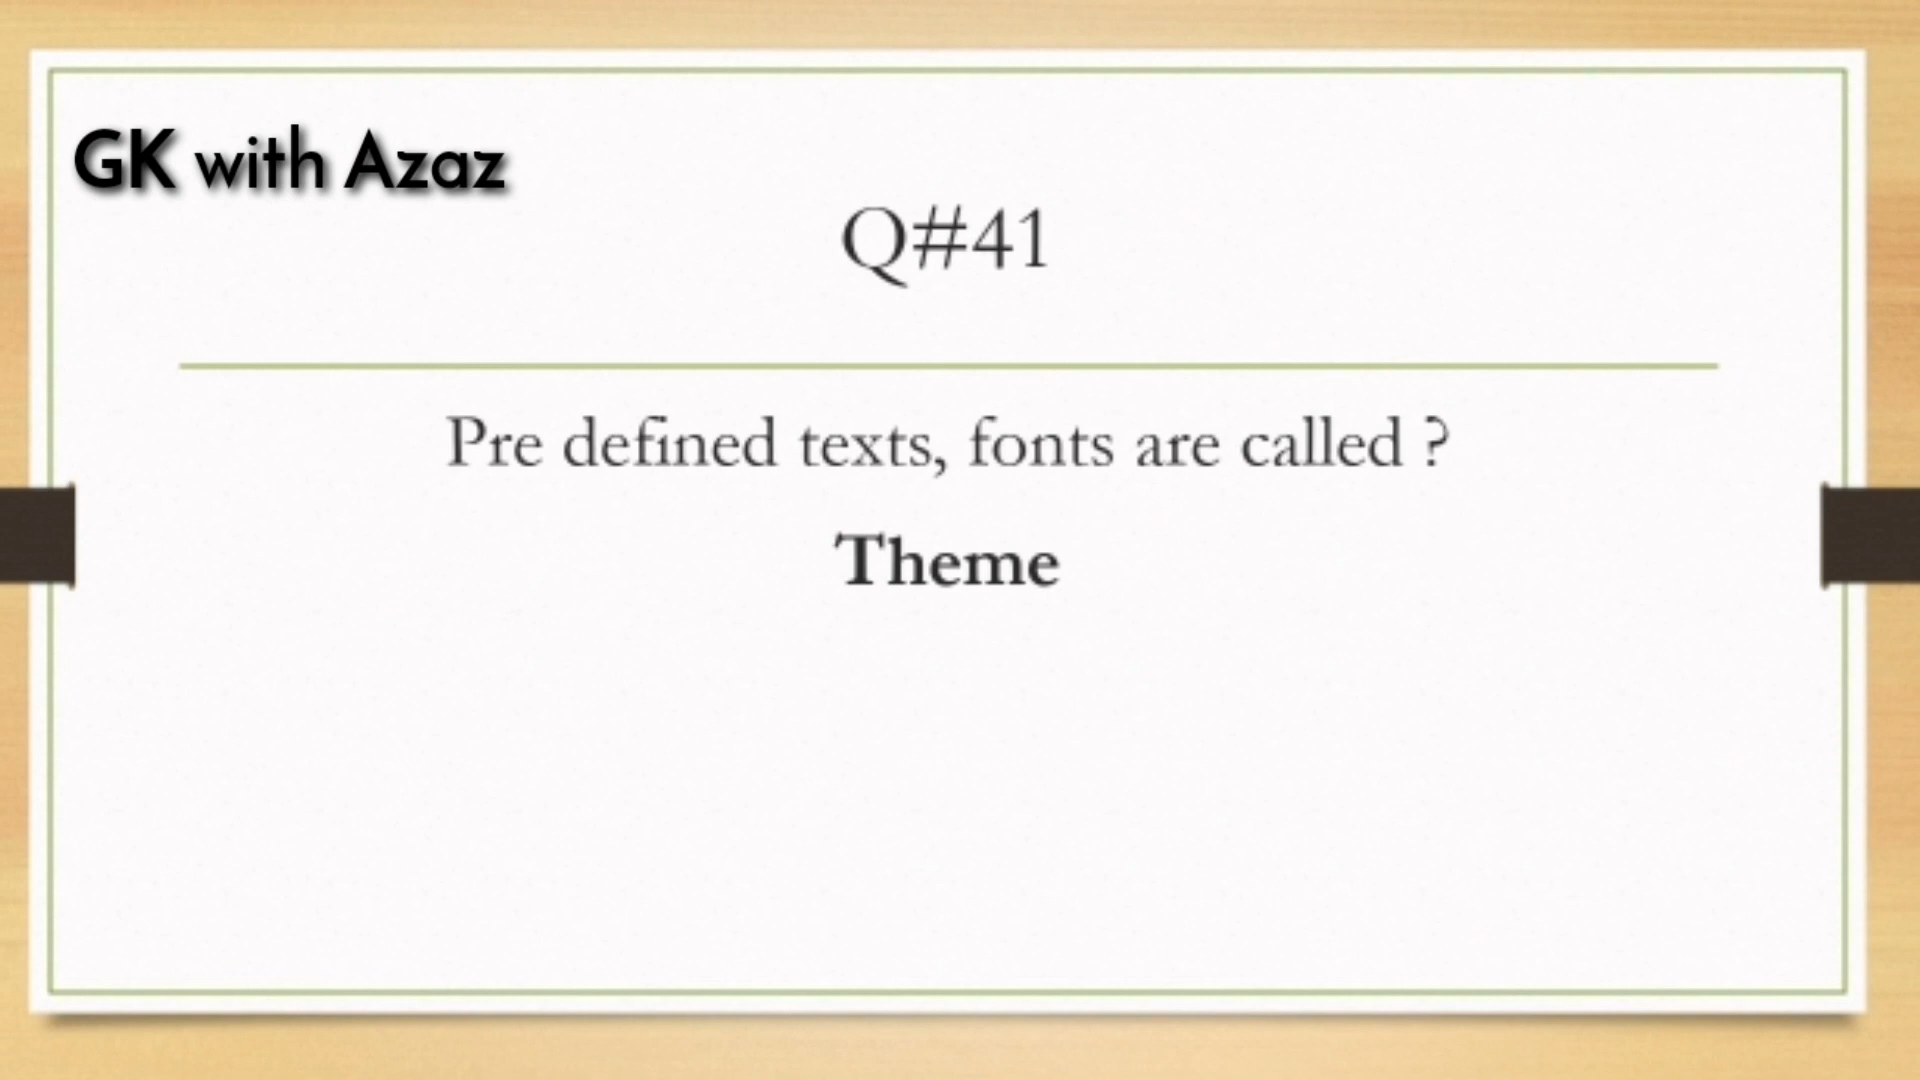 GK with Azaz
Q#41
Pre defined texts, fonts are called ?
Theme